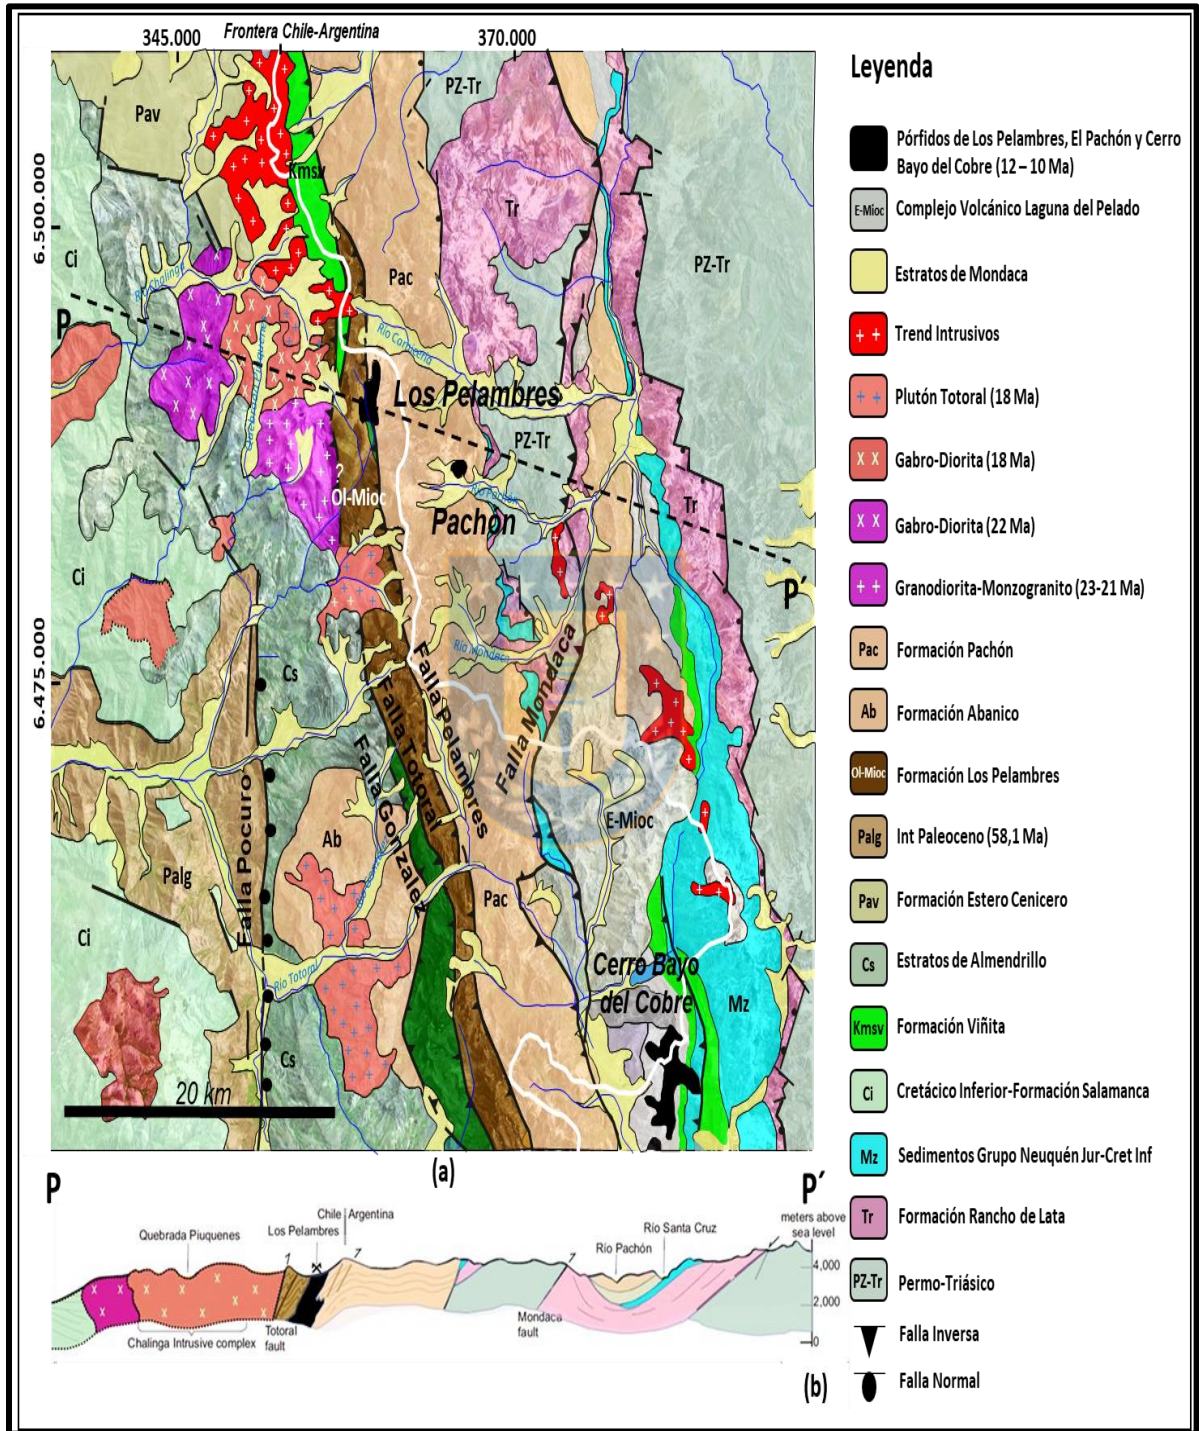 Frontera Chile-Argentina
345.000
370.000
6.500.000
6.475.000
Pav
Kmsv
PZ-Tr
Tr
Ci
Pac
PZ-Tr
Río Chalinga
P
Río Carnicería
Los Pelambres
PZ-Tr
?
Ol-Mioc
Río Pachón
Pachón
Tr
P´
Ci
Cs
Río Mondaca
Falla Mondaca
Falla Pelambres
Falla Totoral
Falla Gonzalez
Falla Pocuro
Ab
E-Mioc
Palg
Pac
Ci
Cerro Bayo
del Cobre
Río Totoral
Mz
Cs
20 km
(a)
Leyenda
Pórfidos de Los Pelambres, El Pachón y Cerro
Bayo del Cobre (12 – 10 Ma)
E-Mioc Complejo Volcánico Laguna del Pelado
Estratos de Mondaca
Trend Intrusivos
Plutón Totoral (18 Ma)
Gabro-Diorita (18 Ma)
Gabro-Diorita (22 Ma)
Granodiorita-Monzogranito (23-21 Ma)
Pac Formación Pachón
Ab Formación Abanico
Ol-Mioc Formación Los Pelambres
Palg Int Paleoceno (58,1 Ma)
Pav Formación Estero Cenicero
Cs Estratos de Almendrillo
Kmsv Formación Viñita
Ci Cretácico Inferior-Formación Salamanca
Mz Sedimentos Grupo Neuquén Jur-Cret Inf
Tr Formación Rancho de Lata
PZ-Tr Permo-Triásico
Falla Inversa
Falla Normal
P
P´
Quebrada Piuquenes
Los Pelambres
Chile Argentina
Río Pachón
Río Santa Cruz
meters above
sea level
4,000
2,000
0
Chalinga Intrusive complex
Totoral
fault
Mondaca
fault
(b)